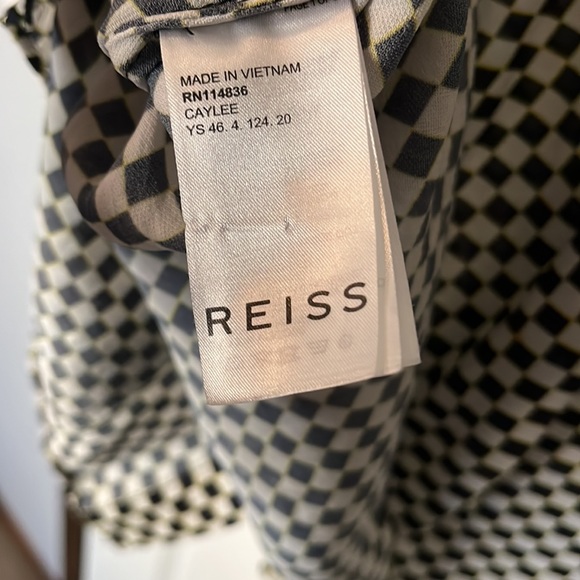 MADE IN VIETNAM
RN114836
CAYLEE
YS 46. 4. 124. 20
REISS